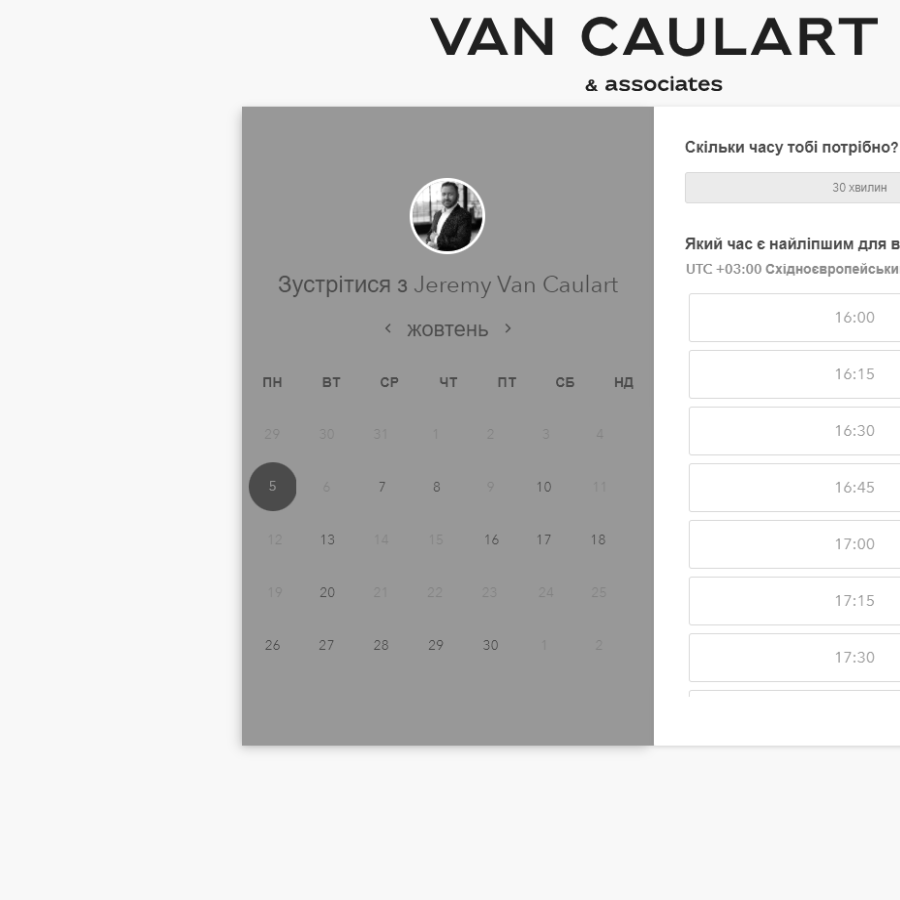 VAN CAULART
& associates
Зустрітися з Jeremy Van Caulart
жовтень
ПН ВТ СР ЧТ ПТ СБ НД
29 30 31 1 2 3 4
5 6 7 8 9 10 11
12 13 14 15 16 17 18
19 20 21 22 23 24 25
26 27 28 29 30 1 2
Скільки часу тобі потрібно?
30 хвилин
Який час є найліпшим для в
UTC +03:00 Східноєвропейськи
16:00
16:15
16:30
16:45
17:00
17:15
17:30